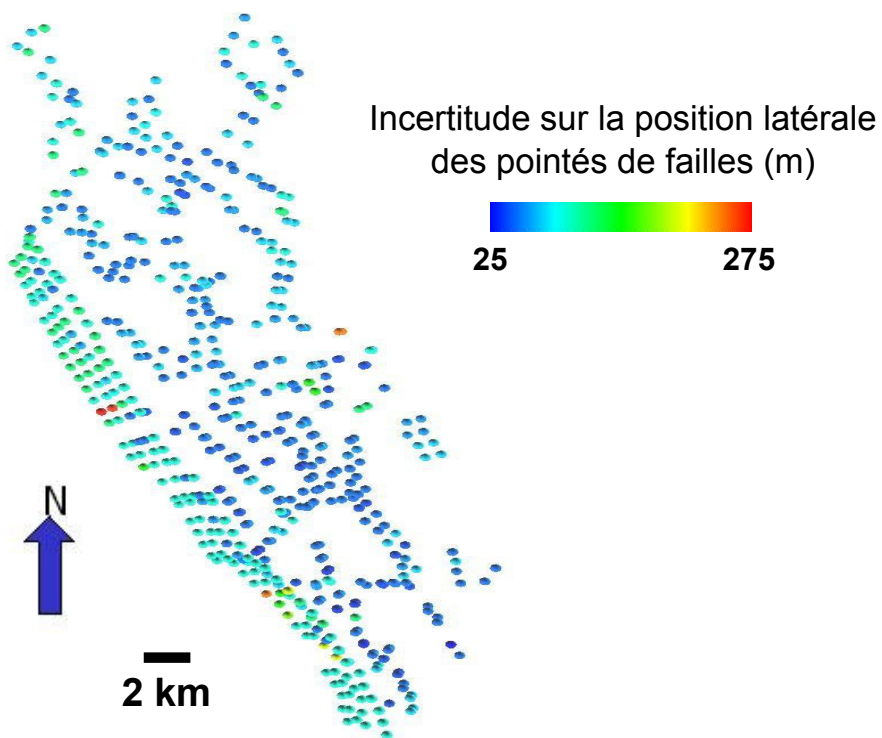 Incertitude sur la position latérale
des pointés de failles (m)
25 275
N
2 km